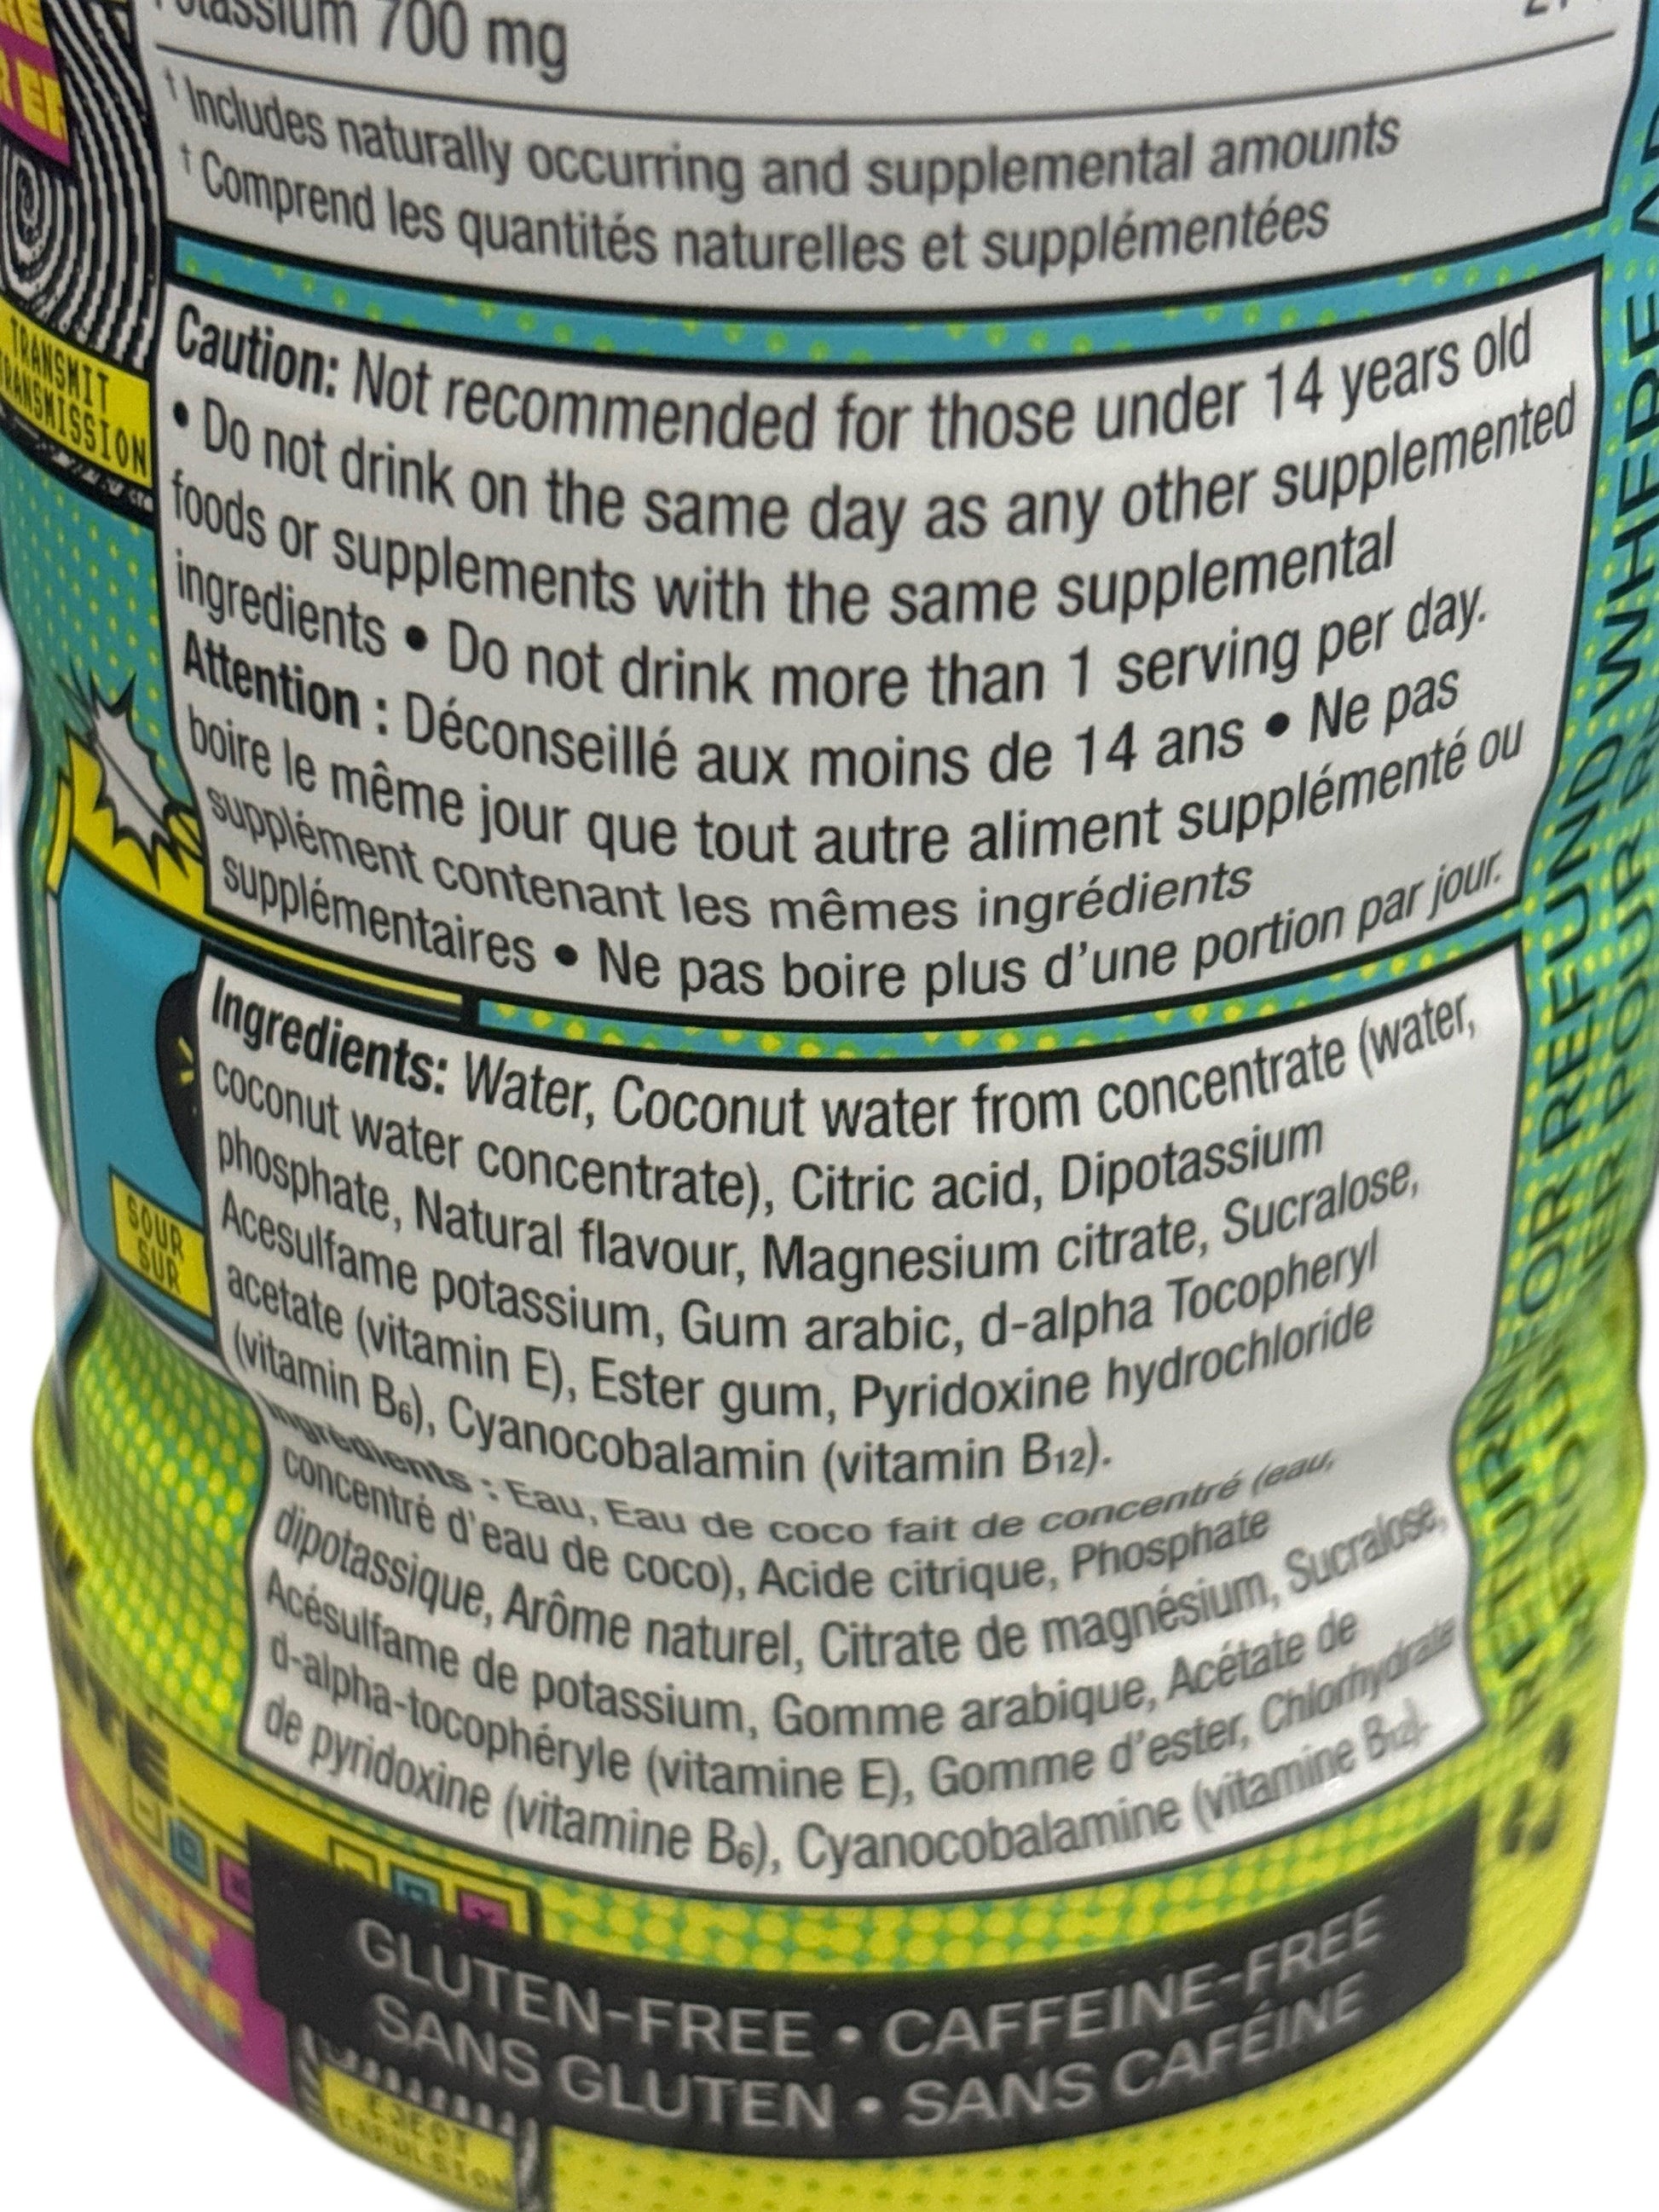 Potassium 700 mg
† Includes naturally occurring and supplemental amounts
† Comprend les quantités naturelles et supplémentées
TRANSMIT
TRANSMISSION
Caution: Not recommended for those under 14 years old
• Do not drink on the same day as any other supplemented
foods or supplements with the same supplemental
ingredients • Do not drink more than 1 serving per day.
Attention : Déconseillé aux moins de 14 ans • Ne pas
boire le même jour que tout autre aliment supplémenté ou
supplément contenant les mêmes ingrédients
supplémentaires • Ne pas boire plus d'une portion par jour.
Ingredients: Water, Coconut water from concentrate (water,
coconut water concentrate), Citric acid, Dipotassium
phosphate, Natural flavour, Magnesium citrate, Sucralose,
Acesulfame potassium, Gum arabic, d-alpha Tocopheryl
acetate (vitamin E), Ester gum, Pyridoxine hydrochloride
(vitamin B6), Cyanocobalamin (vitamin B12).
Ingrédients : Eau, Eau de coco fait de concentré (eau,
concentré d'eau de coco), Acide citrique, Phosphate
dipotassique, Arôme naturel, Citrate de magnésium, Sucralose,
Acésulfame de potassium, Gomme arabique, Acétate de
d-alpha-tocophéryle (vitamine E), Gomme d'ester, Chlorhydrate
de pyridoxine (vitamine B6), Cyanocobalamine (vitamine B12).
SOUR
SUR
GLUTEN-FREE • CAFFEINE-FREE
SANS GLUTEN • SANS CAFÉINE
EJECT
EXPULSION
RETURN FOR REFUND WHERE
POUR